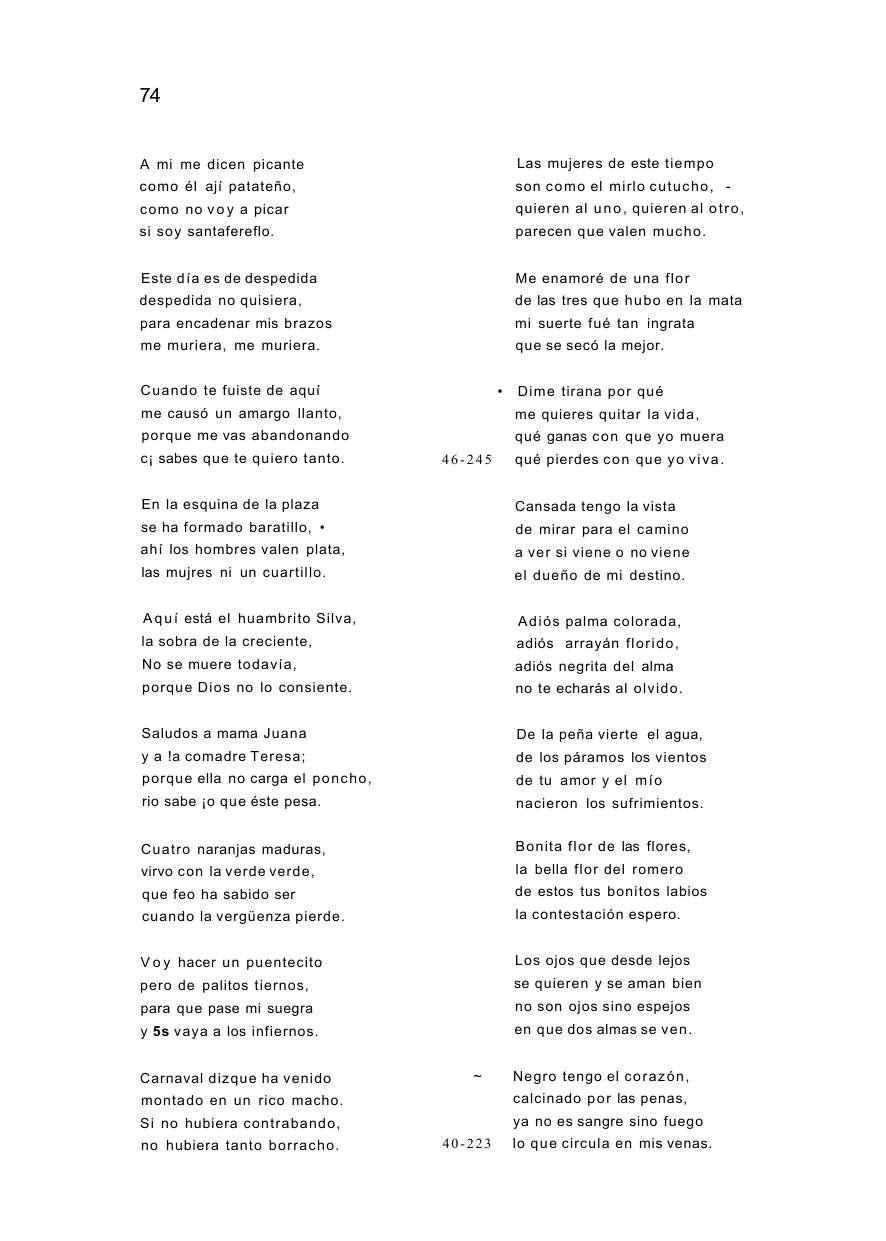 74

A mi me dicen picante
como él ají patateño,
como no voy a picar
si soy santafereflo.

Este día es de despedida
despedida no quisiera,
para encadenar mis brazos
me muriera, me muriera.

Cuando te fuiste de aquí
me causó un amargo llanto,
porque me vas abandonando
c¡ sabes que te quiero tanto.

En la esquina de la plaza
se ha formado baratillo, •
ahí los hombres valen plata,
las mujres ni un cuartillo.

Aquí está el huambrito Silva,
la sobra de la creciente,
No se muere todavía,
porque Dios no lo consiente.

Saludos a mama Juana
y a !a comadre Teresa;
porque ella no carga el poncho,
rio sabe ¡o que éste pesa.

Cuatro naranjas maduras,
virvo con la verde verde,
que feo ha sabido ser
cuando la vergüenza pierde.

Voy hacer un puentecito
pero de palitos tiernos,
para que pase mi suegra
y 5s vaya a los infiernos.

Carnaval dizque ha venido
montado en un rico macho.
Si no hubiera contrabando,
no hubiera tanto borracho.

Las mujeres de este tiempo
son como el mirlo cutucho, -
quieren al uno, quieren al otro,
parecen que valen mucho.

Me enamoré de una flor
de las tres que hubo en la mata
mi suerte fué tan ingrata
que se secó la mejor.

• Dime tirana por qué
me quieres quitar la vida,
qué ganas con que yo muera
46-245 qué pierdes con que yo viva.

Cansada tengo la vista
de mirar para el camino
a ver si viene o no viene
el dueño de mi destino.

Adiós palma colorada,
adiós arrayán florido,
adiós negrita del alma
no te echarás al olvido.

De la peña vierte el agua,
de los páramos los vientos
de tu amor y el mío
nacieron los sufrimientos.

Bonita flor de las flores,
la bella flor del romero
de estos tus bonitos labios
la contestación espero.

Los ojos que desde lejos
se quieren y se aman bien
no son ojos sino espejos
en que dos almas se ven.

~ Negro tengo el corazón,
calcinado por las penas,
ya no es sangre sino fuego
40-223 lo que circula en mis venas.